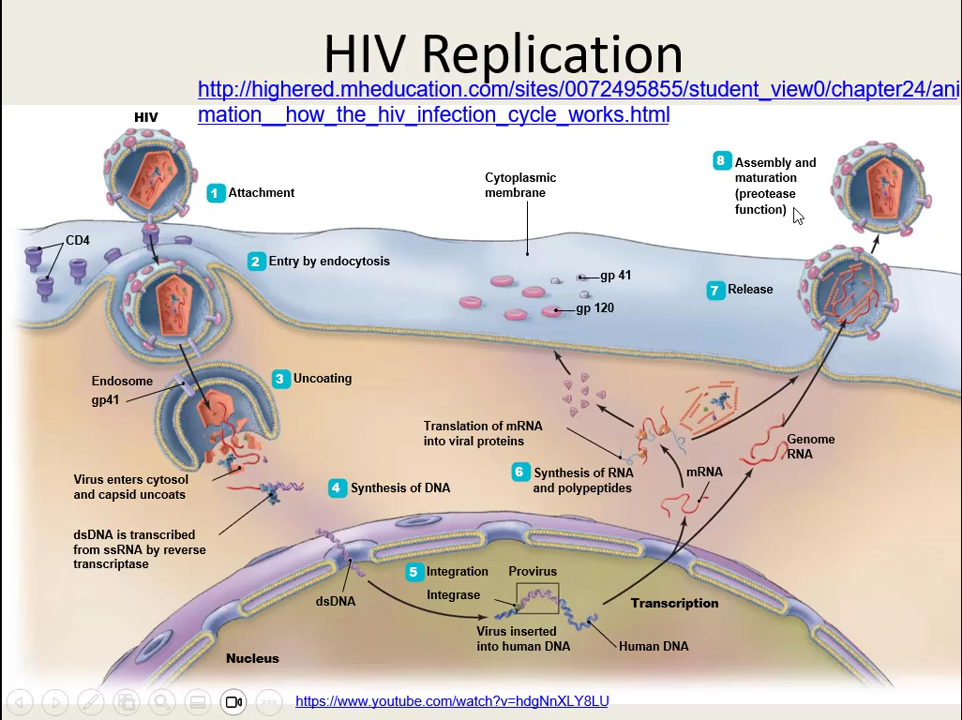 HIV Replication
http://highered.mheducation.com/sites/0072495855/student_view0/chapter24/ani
mation__how_the_hiv_infection_cycle_works.html
HIV
1 Attachment
CD4
2 Entry by endocytosis
Cytoplasmic
membrane
gp 41
gp 120
8 Assembly and
maturation
(preotease
function)
7 Release
Endosome
gp41
3 Uncoating
Virus enters cytosol
and capsid uncoats
4 Synthesis of DNA
dsDNA is transcribed
from ssRNA by reverse
transcriptase
Translation of mRNA
into viral proteins
6 Synthesis of RNA
and polypeptides
mRNA
Genome
RNA
dsDNA
5 Integration
Provirus
Integrase
Virus inserted
into human DNA
Human DNA
Transcription
Nucleus
https://www.youtube.com/watch?v=hdgNnXLY8LU